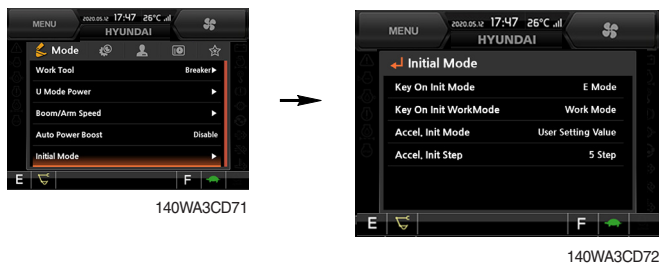 MENU
2020.05.12 17:47 26°C
HYUNDAI
Mode
Work Tool Breaker▶
U Mode Power ▶
Boom/Arm Speed ▶
Auto Power Boost Disable
Initial Mode ▶
E F
140WA3CD71
MENU
2020.05.12 17:47 26°C
HYUNDAI
Initial Mode
Key On Init Mode E Mode
Key On Init WorkMode Work Mode
Accel, Init Mode User Setting Value
Accel, Init Step 5 Step
E F
140WA3CD72